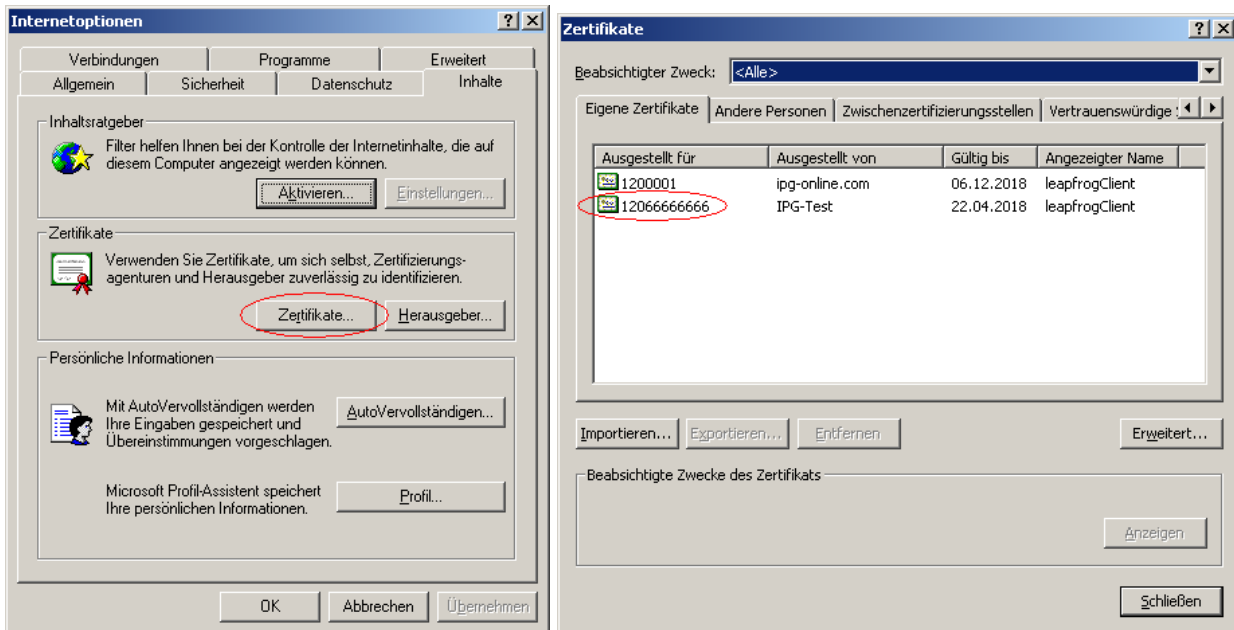 Internetoptionen
Verbindungen Programme Erweitert
Allgemein Sicherheit Datenschutz Inhalte
Inhaltsratgeber
Filter helfen Ihnen bei der Kontrolle der Internetinhalte, die auf
diesem Computer angezeigt werden können.
Aktivieren... Einstellungen...
Zertifikate
Verwenden Sie Zertifikate, um sich selbst, Zertifizierungs-
agenturen und Herausgeber zuverlässig zu identifizieren.
Zertifikate... Herausgeber...
Persönliche Informationen
Mit AutoVervollständigen werden
Ihre Eingaben gespeichert und
Übereinstimmungen vorgeschlagen.
AutoVervollständigen...
Microsoft Profil-Assistent speichert
Ihre persönlichen Informationen.
Profil...
OK Abbrechen Übernehmen
Zertifikate
Beabsichtigter Zweck: <Alle>
Eigene Zertifikate Andere Personen Zwischenzertifizierungsstellen Vertrauenswürdige
Ausgestellt für Ausgestellt von Gültig bis Angezeigter Name
1200001 ipg-online.com 06.12.2018 leapfrogClient
12066666666 IPG-Test 22.04.2018 leapfrogClient
Importieren... Exportieren... Entfernen Erweitert...
Beabsichtigte Zwecke des Zertifikats
Anzeigen
Schließen